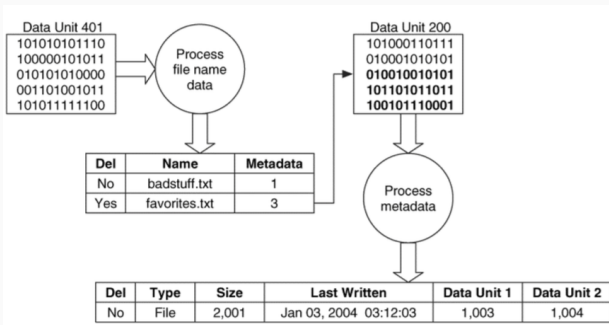 Data Unit 401
101010101110
100000101011
010101010000
001101001011
101011111100
Process
file name
data
Data Unit 200
101000110111
010001010101
010010010101
101101011011
100101110001
Del Name Metadata
No badstuff.txt 1
Yes favorites.txt 3
Process
metadata
Del Type Size Last Written Data Unit 1 Data Unit 2
No File 2,001 Jan 03, 2004 03:12:03 1,003 1,004